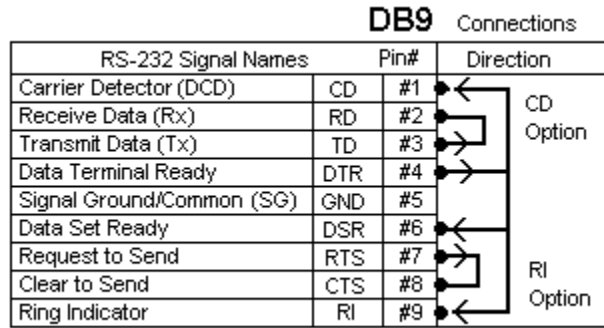 DB9 Connections
RS-232 Signal Names Pin# Direction
Carrier Detector (DCD) CD #1
Receive Data (Rx) RD #2
Transmit Data (Tx) TD #3
Data Terminal Ready DTR #4
Signal Ground/Common (SG) GND #5
Data Set Ready DSR #6
Request to Send RTS #7
Clear to Send CTS #8
Ring Indicator RI #9
CD
Option
RI
Option